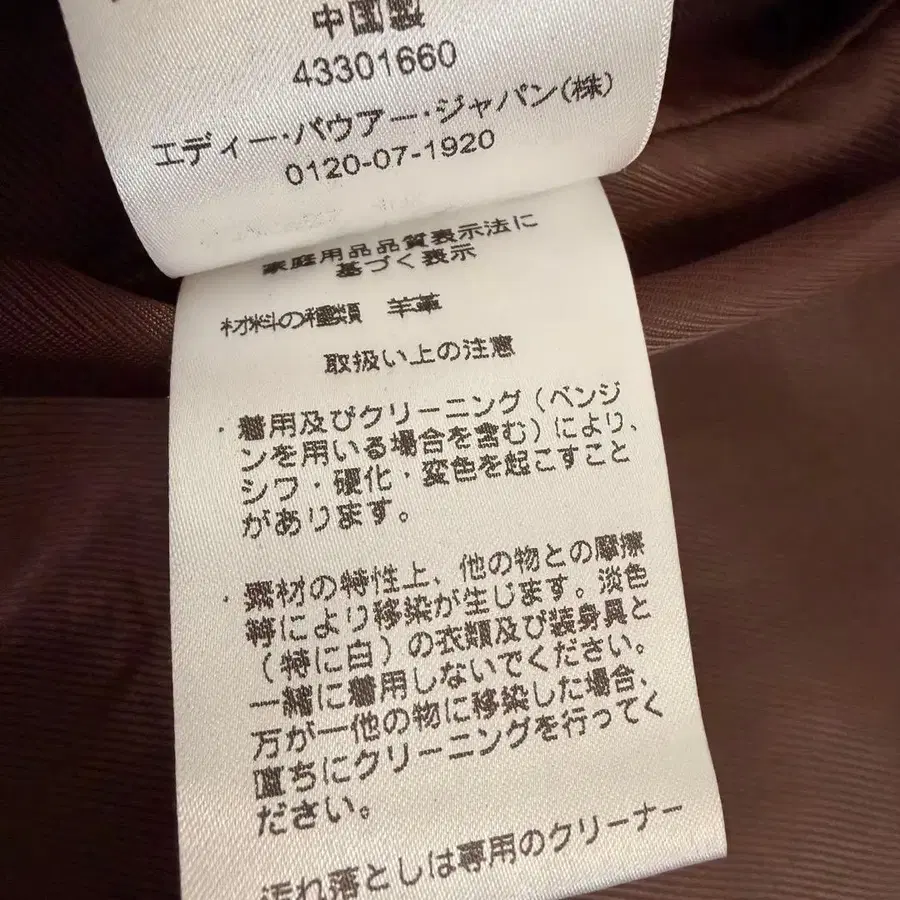 中国製
43301660
エディー・バウアー・ジャパン(株)
0120-07-1920
家庭用品品質表示法に
基づく表示
材料の種類 羊革
取扱い上の注意
・着用及びクリーニング(ベンジ
ンを用いる場合を含む)により、
シワ・硬化・変色を起こすこと
があります。
・素材の特性上、他の物との摩擦
等により移染が生じます。淡色
(特に白)の衣類及び装身具と
一緒に着用しないでください。
万が一他の物に移染した場合、
直ちにクリーニングを行ってく
ださい。
汚れ落としは専用のクリーナー